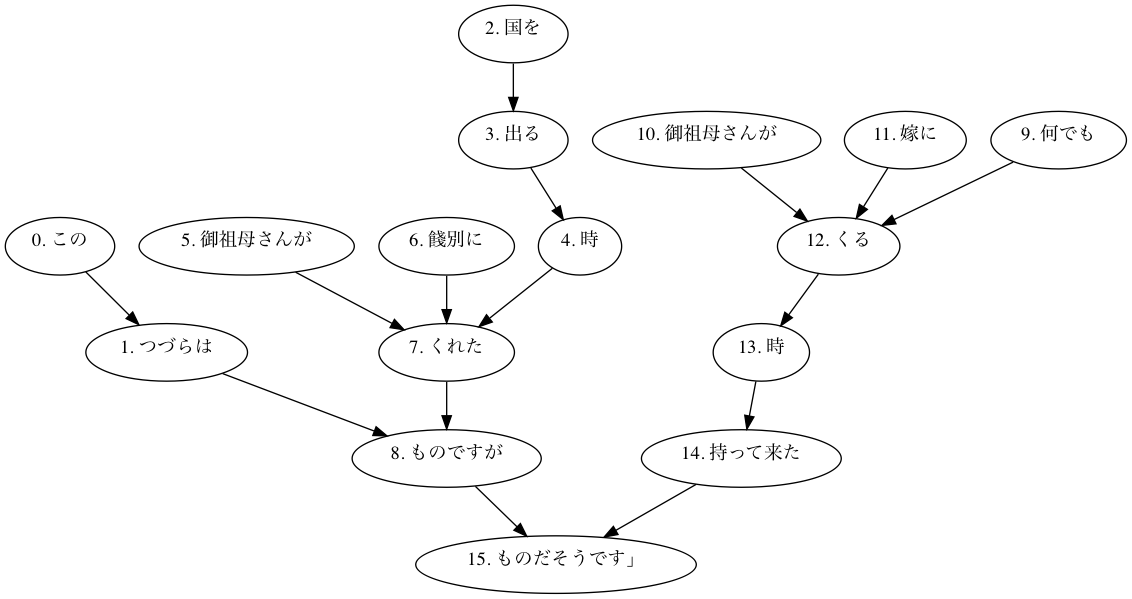 2. 国を
3. 出る
10. 御祖母さんが
11. 嫁に
9. 何でも
0. この
5. 御祖母さんが
6. 餞別に
4. 時
12. くる
1. つづらは
7. くれた
13. 時
8. ものですが
14. 持って来た
15. ものだそうです」